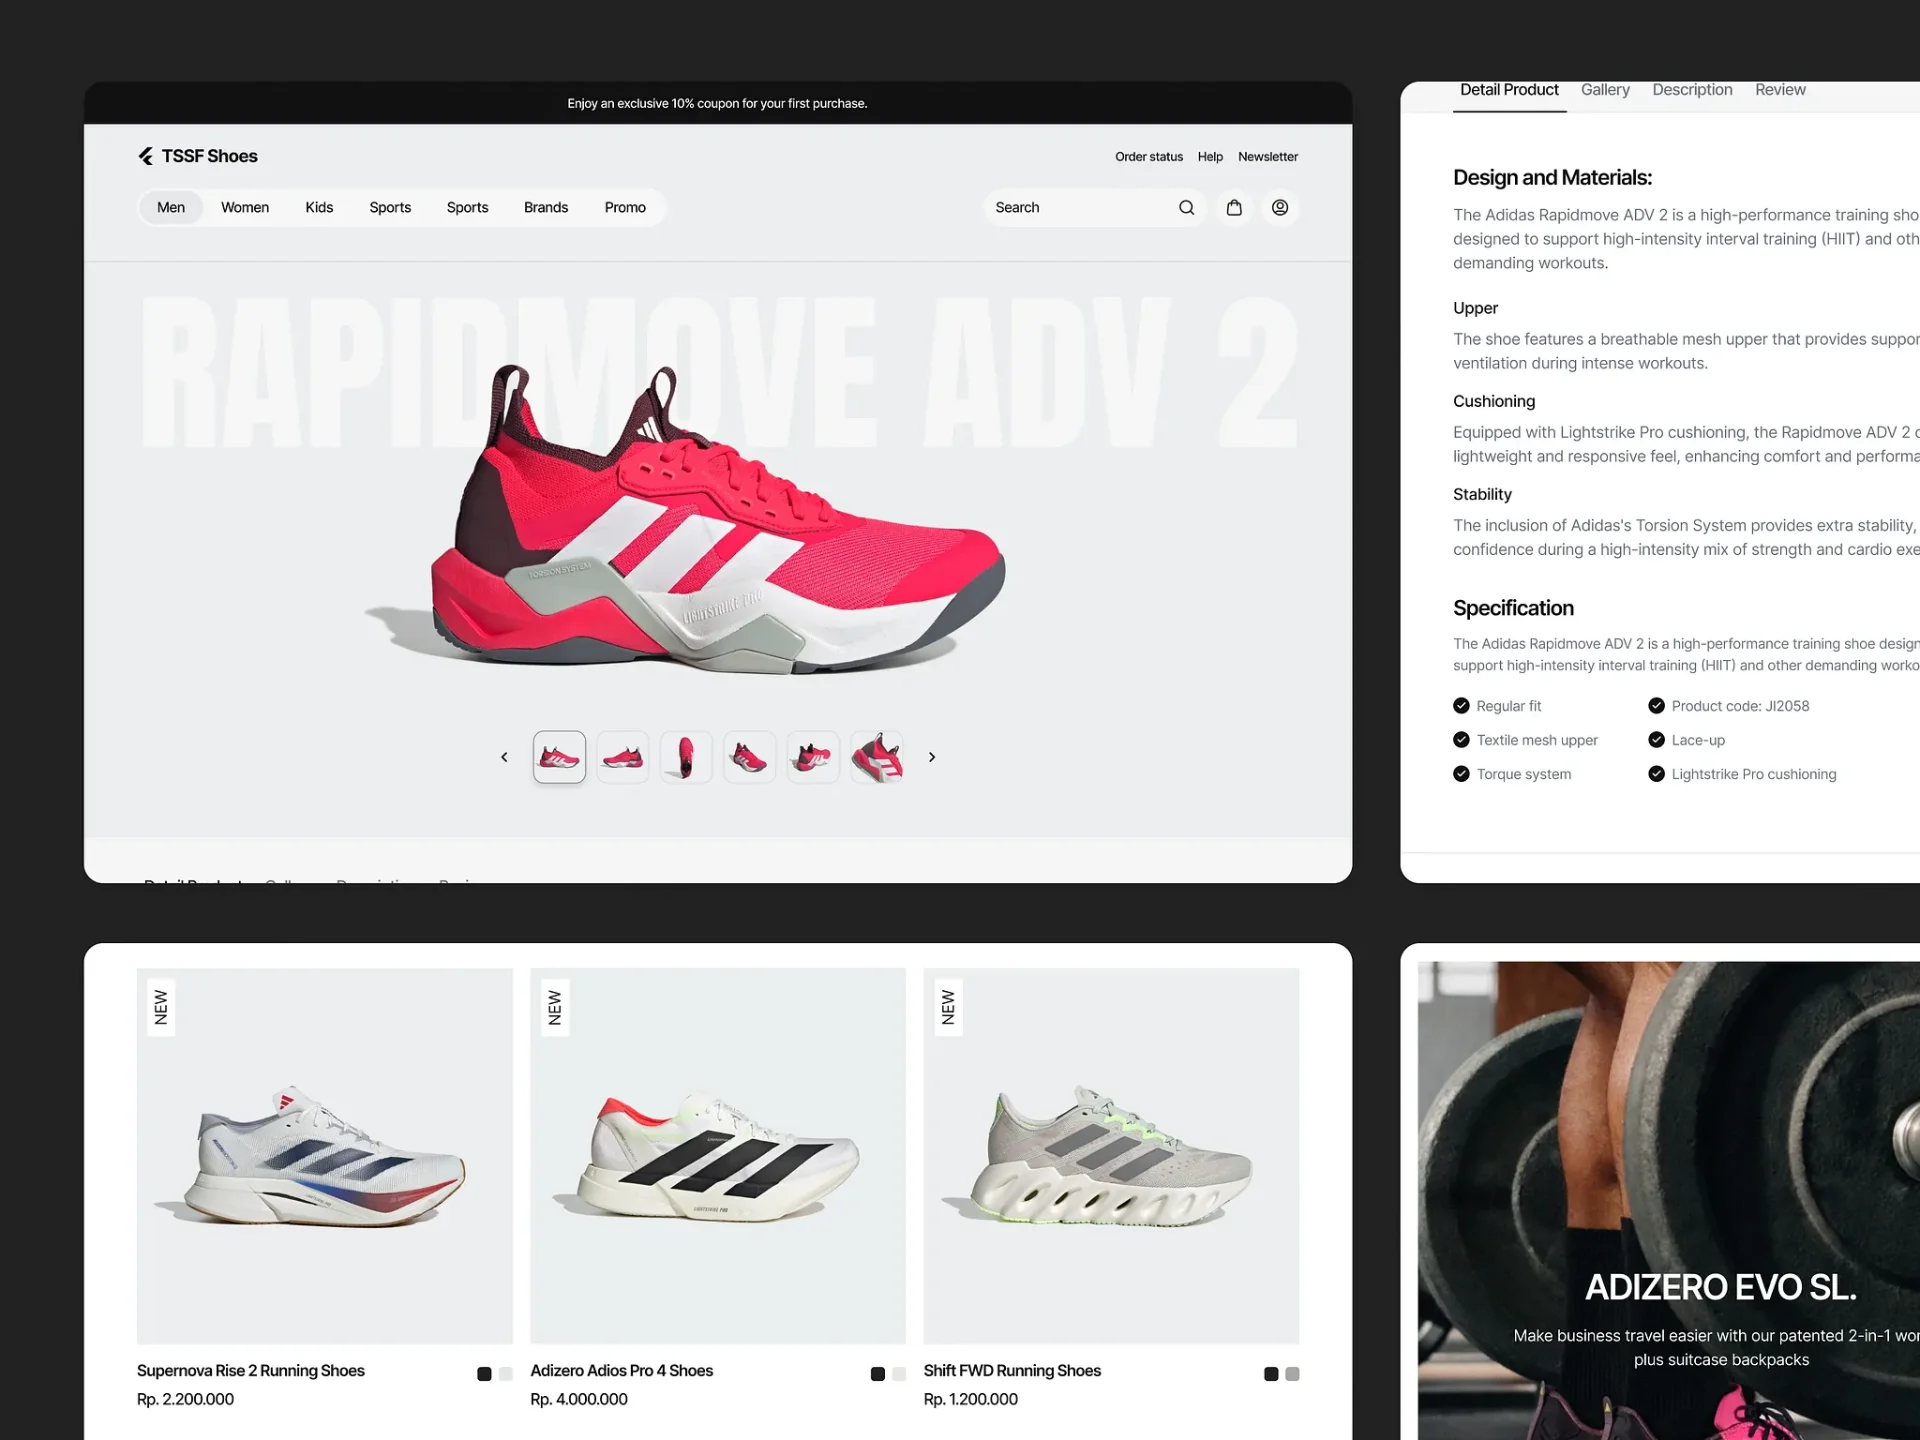 Enjoy an exclusive 10% coupon for your first purchase.
TSSF Shoes
Order status Help Newsletter
Men Women Kids Sports Sports Brands Promo
Search
RAPIDMOVE ADV 2
TORSION SYSTEM
LIGHTSTRIKE PRO
Detail Product Gallery Description Review
Design and Materials:
The Adidas Rapidmove ADV 2 is a high-performance training sho
designed to support high-intensity interval training (HIIT) and oth
demanding workouts.
Upper
The shoe features a breathable mesh upper that provides suppor
ventilation during intense workouts.
Cushioning
Equipped with Lightstrike Pro cushioning, the Rapidmove ADV 2
lightweight and responsive feel, enhancing comfort and performa
Stability
The inclusion of Adidas's Torsion System provides extra stability,
confidence during a high-intensity mix of strength and cardio exe
Specification
The Adidas Rapidmove ADV 2 is a high-performance training shoe design
support high-intensity interval training (HIIT) and other demanding worko
Regular fit
Product code: JI2058
Textile mesh upper
Lace-up
Torque system
Lightstrike Pro cushioning
NEW
Supernova Rise 2 Running Shoes
Rp. 2.200.000
NEW
LIGHTSTRIKE PRO
Adizero Adios Pro 4 Shoes
Rp. 4.000.000
NEW
Shift FWD Running Shoes
Rp. 1.200.000
ADIZERO EVO SL.
Make business travel easier with our patented 2-in-1 wor
plus suitcase backpacks